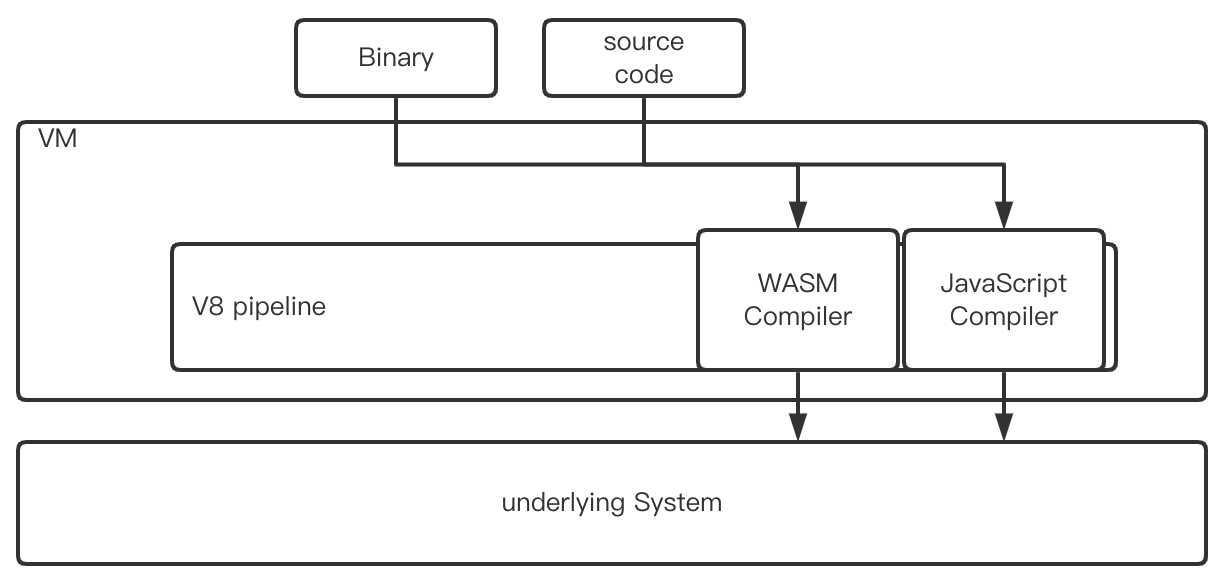 Binary
source
code
VM
V8 pipeline
WASM
Compiler
JavaScript
Compiler
underlying System